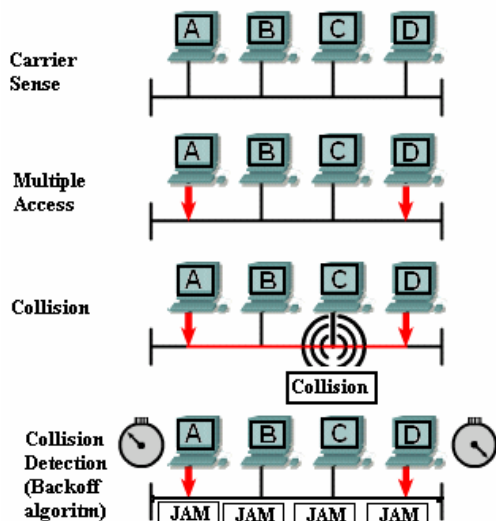 A B C D
Carrier
Sense
A B C D
Multiple
Access
A B C D
Collision
Collision
A B C D
Collision
Detection
(Backoff
algoritm)
JAM JAM JAM JAM